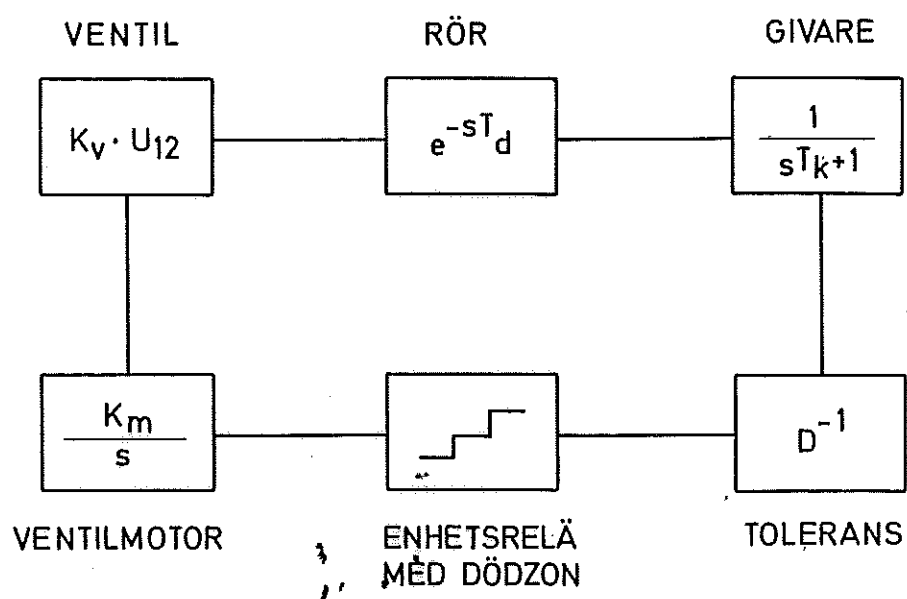 VENTIL
RÖR
GIVARE
K_v · U_12
e^{-sT_d}
1
sT_k+1
K_m
s
D^{-1}
VENTILMOTOR
ENHETSRELÄ
MED DÖDZON
TOLERANS